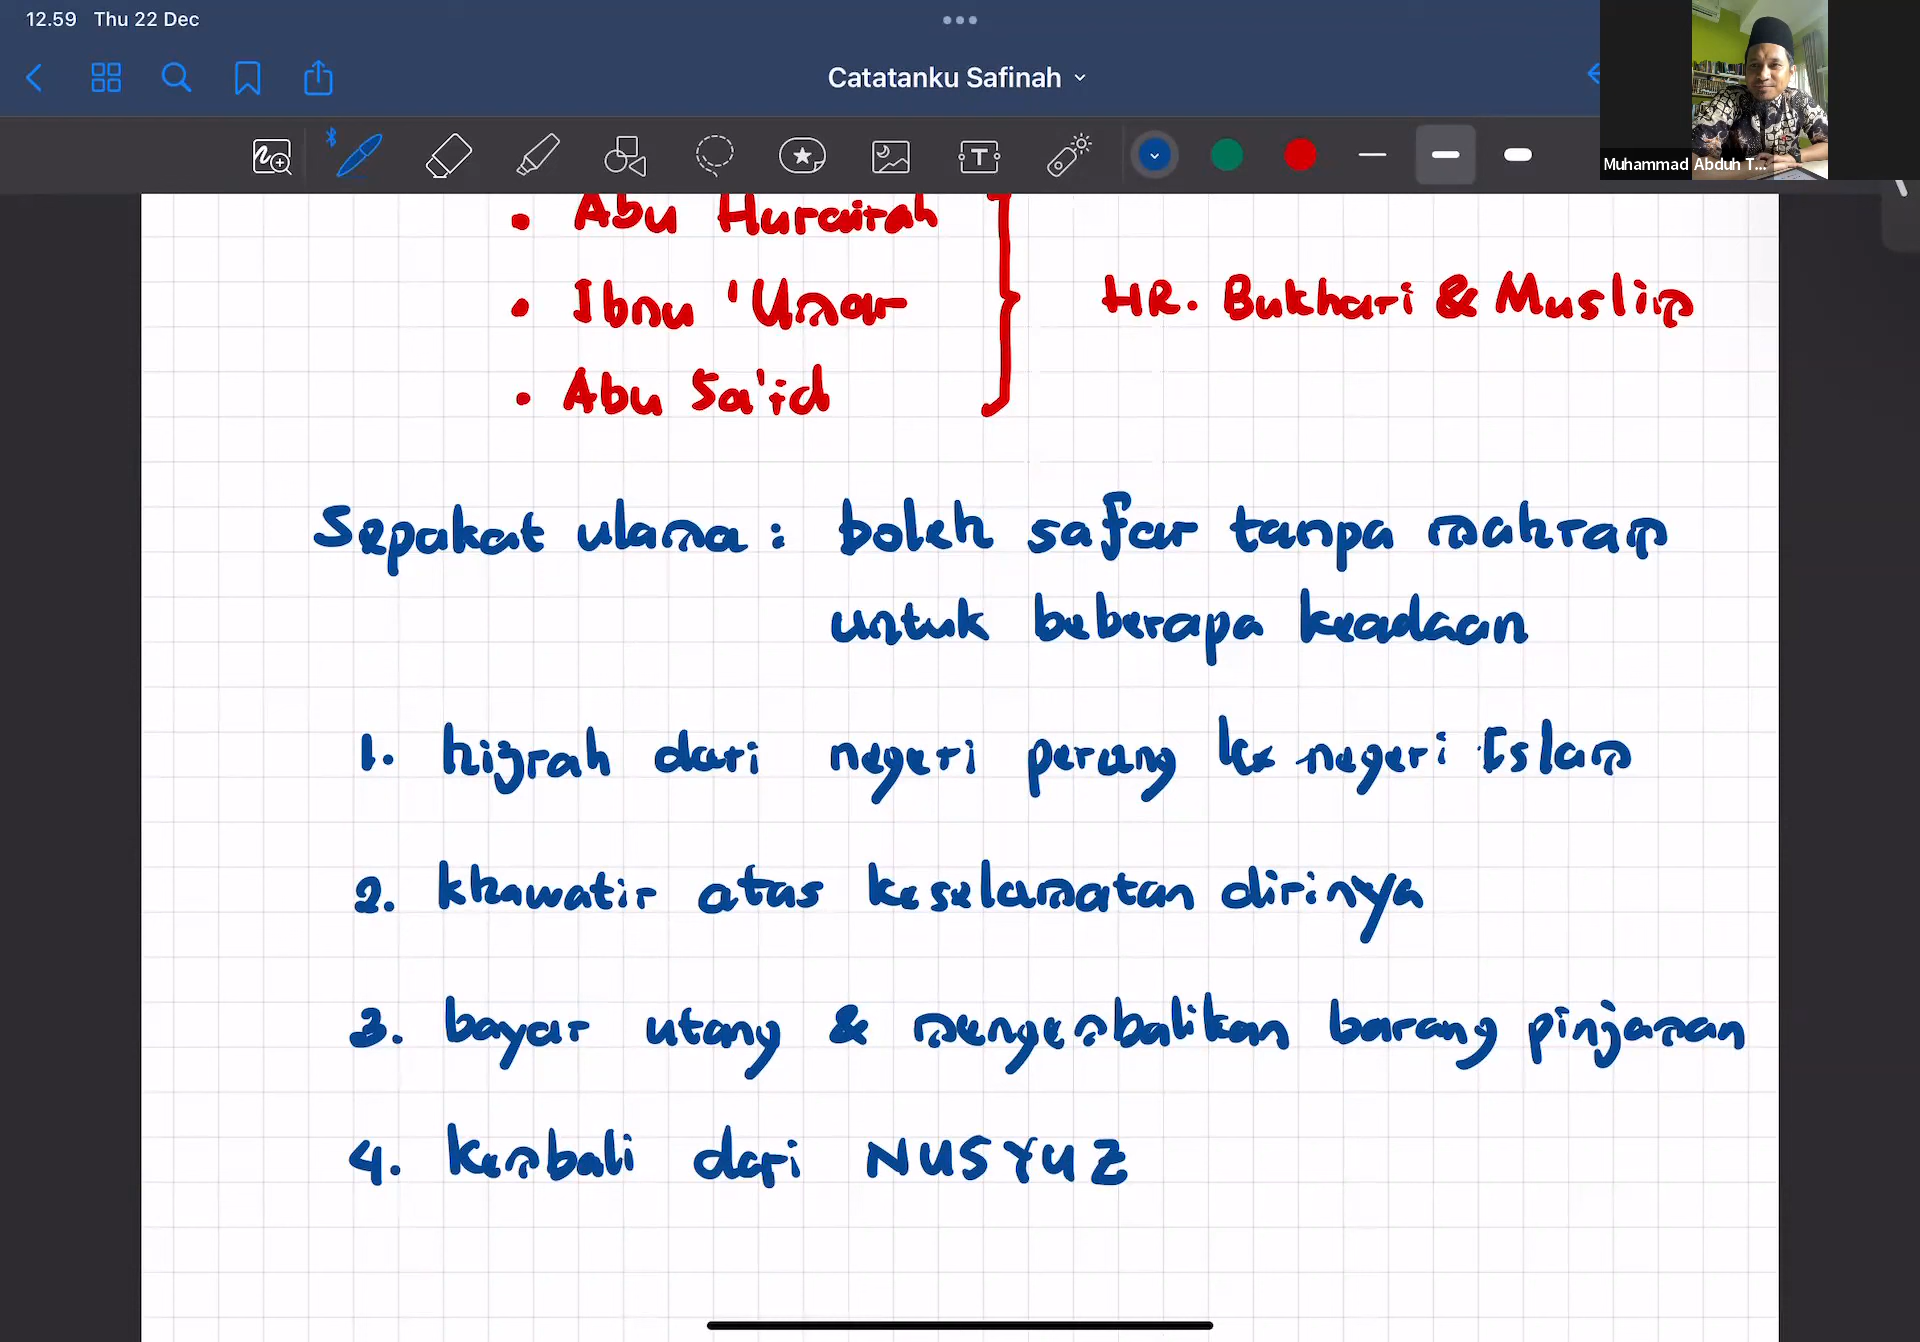 12.59 Thu 22 Dec
Catatanku Safinah
Muhammad Abduh T...
• Abu Hurairah
• Ibnu 'Umar
HR. Bukhari & Muslim
• Abu Sa'id
Sepakat ulama : boleh safar tanpa mahram
untuk beberapa keadaan
1. hijrah dari negeri perang ke negeri Islam
2. khawatir atas keselamatan dirinya
3. bayar utang & mengembalikan barang pinjaman
4. kembali dari NUSYUZ